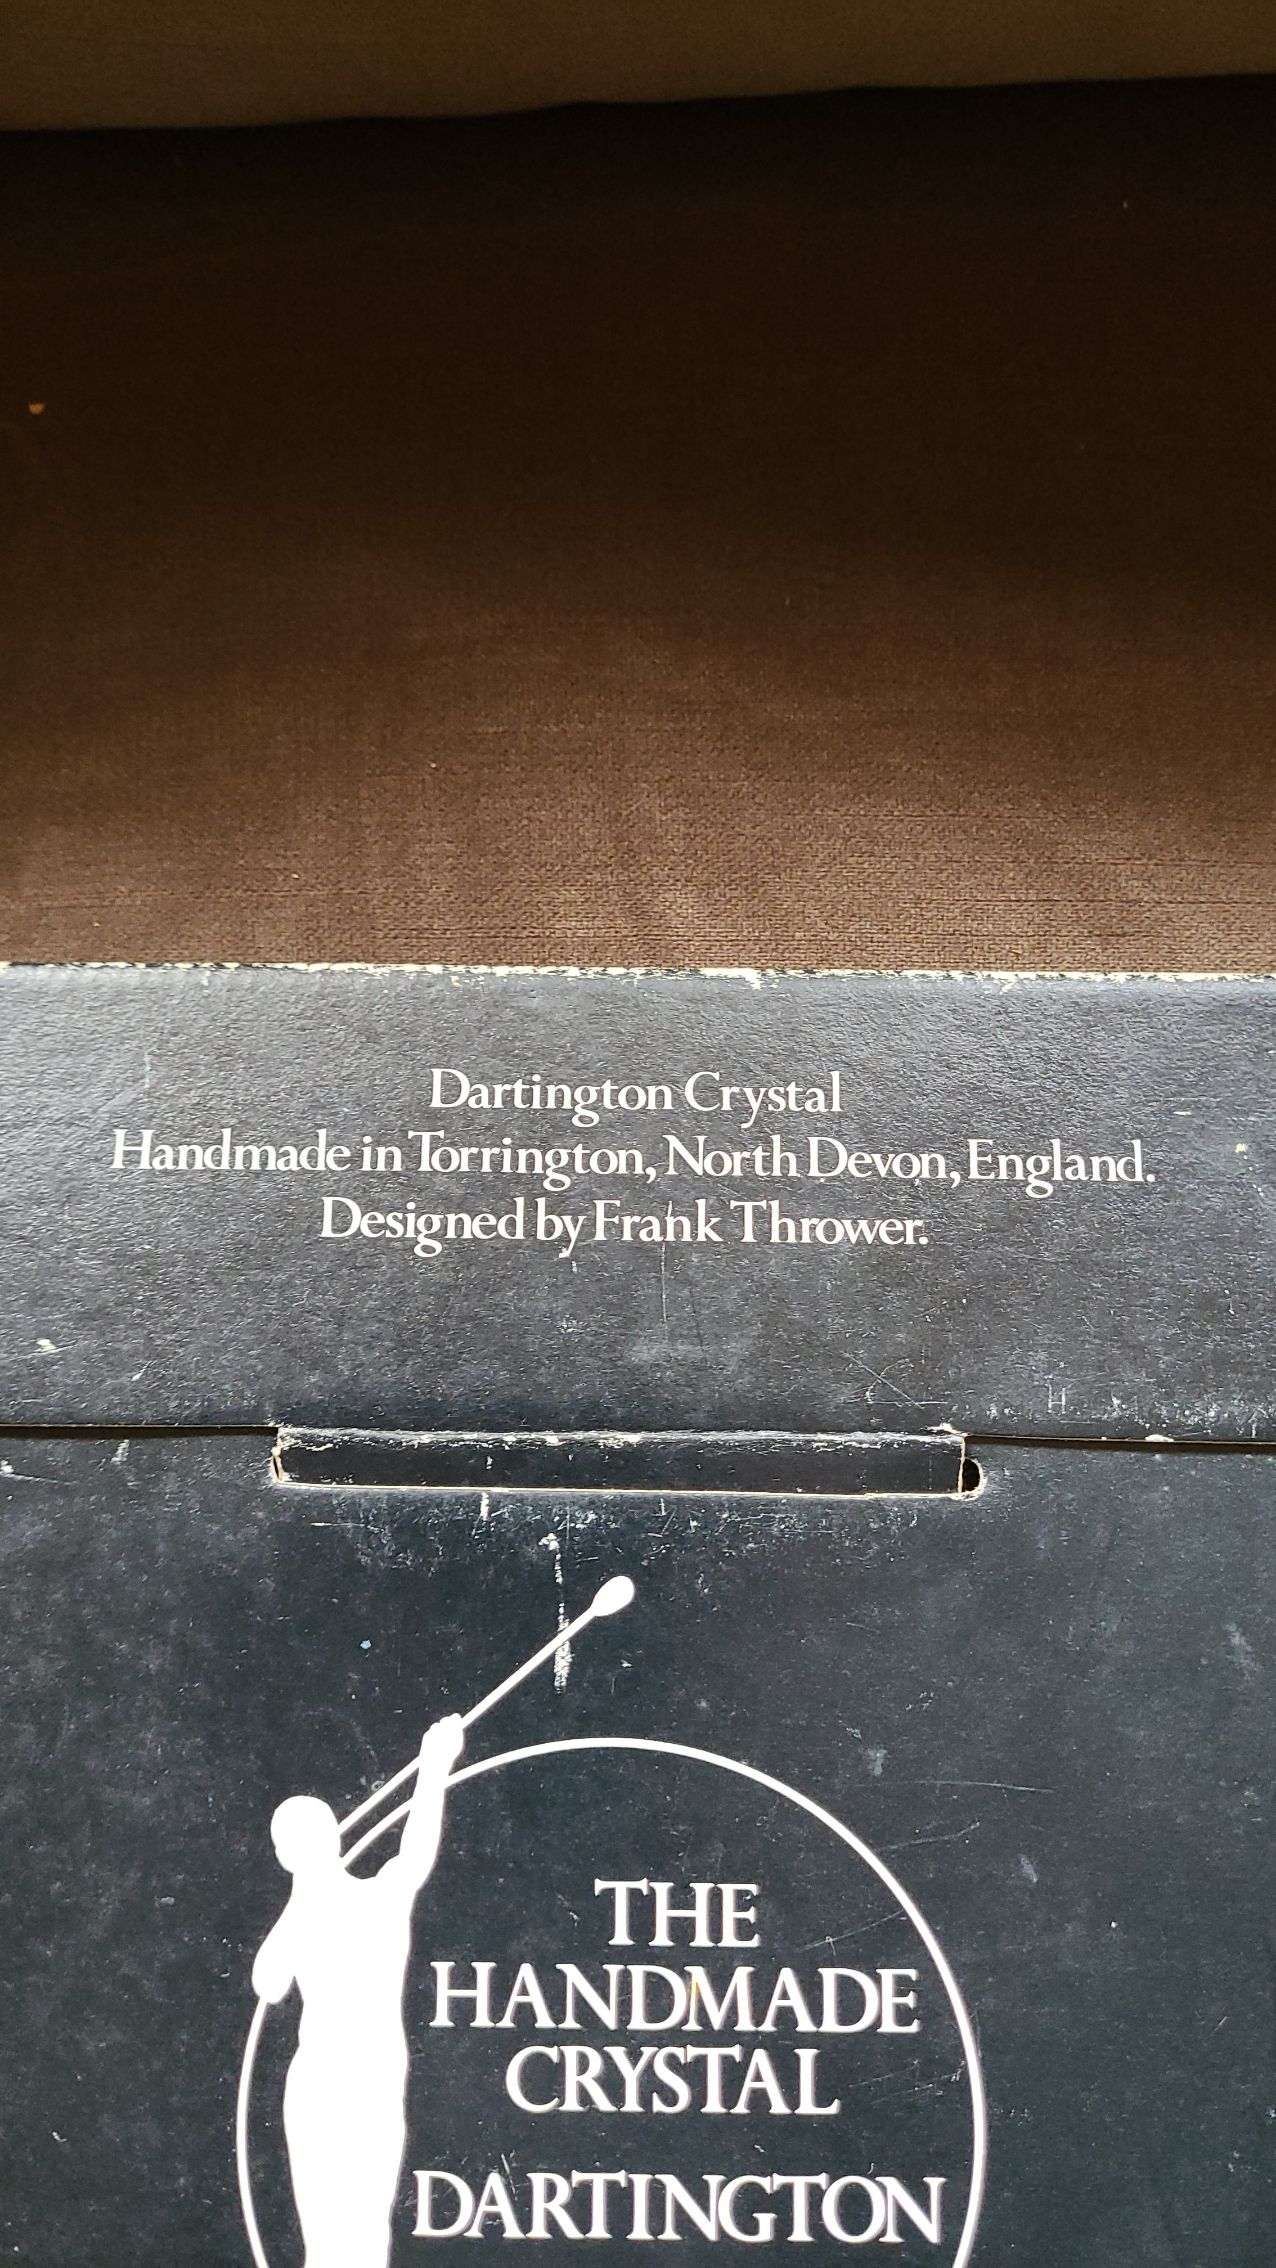 Dartington Crystal
Handmade in Torrington, North Devon, England.
Designed by Frank Thrower.
THE
HANDMADE
CRYSTAL
DARTINGTON